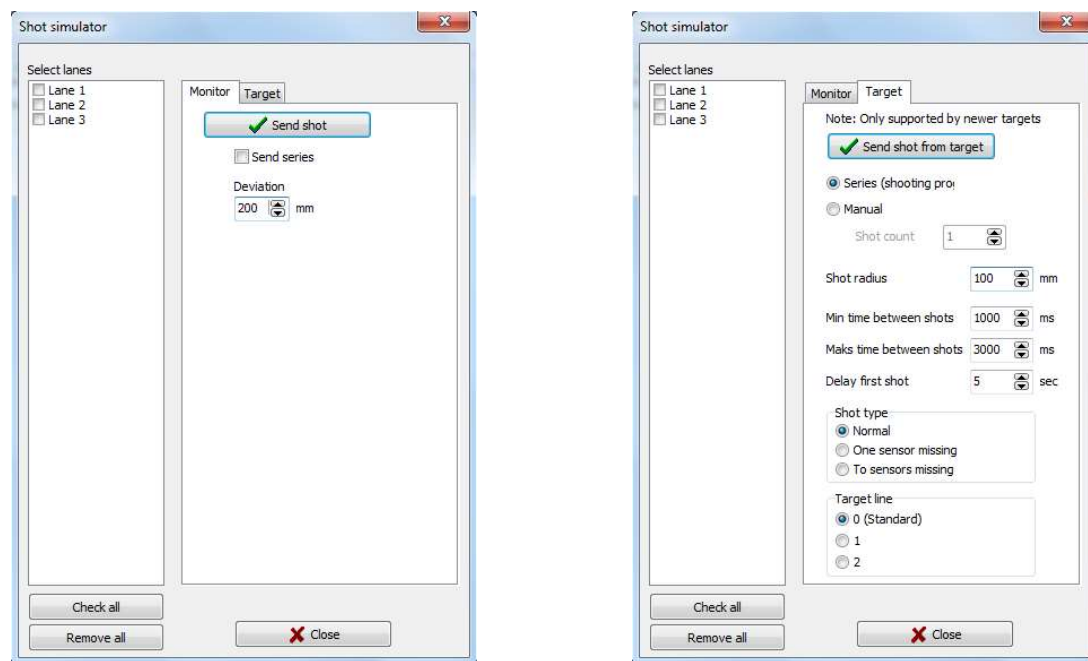 Shot simulator
Select lanes
Lane 1
Lane 2
Lane 3
Monitor Target
Send shot
Send series
Deviation
200 mm
Check all
Remove all
Close
Shot simulator
Select lanes
Lane 1
Lane 2
Lane 3
Monitor Target
Note: Only supported by newer targets
Send shot from target
Series (shooting prog
Manual
Shot count 1
Shot radius 100 mm
Min time between shots 1000 ms
Maks time between shots 3000 ms
Delay first shot 5 sec
Shot type
Normal
One sensor missing
To sensors missing
Target line
0 (Standard)
1
2
Check all
Remove all
Close